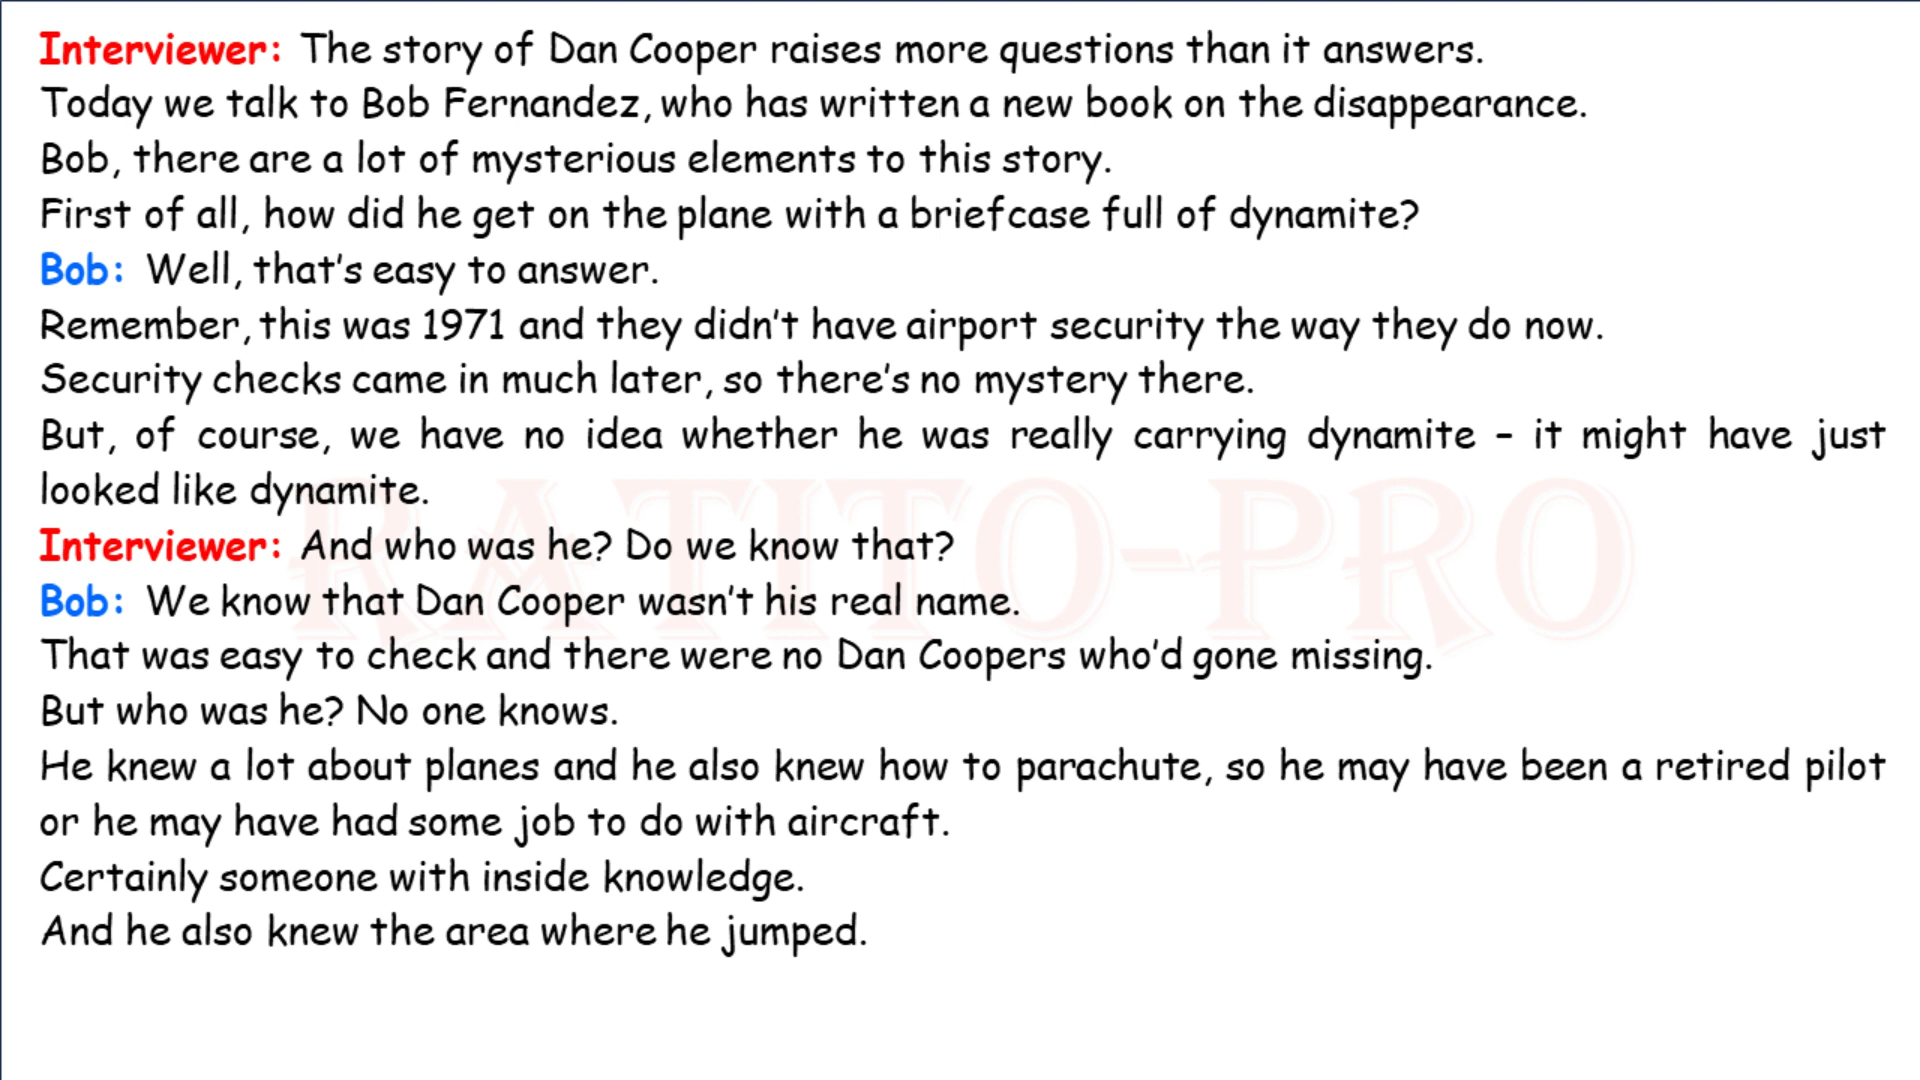 Interviewer: The story of Dan Cooper raises more questions than it answers.
Today we talk to Bob Fernandez, who has written a new book on the disappearance.
Bob, there are a lot of mysterious elements to this story.
First of all, how did he get on the plane with a briefcase full of dynamite?
Bob: Well, that's easy to answer.
Remember, this was 1971 and they didn't have airport security the way they do now.
Security checks came in much later, so there's no mystery there.
But, of course, we have no idea whether he was really carrying dynamite – it might have just
looked like dynamite.
RATITO-PRO
Interviewer: And who was he? Do we know that?
Bob: We know that Dan Cooper wasn't his real name.
That was easy to check and there were no Dan Coopers who'd gone missing.
But who was he? No one knows.
He knew a lot about planes and he also knew how to parachute, so he may have been a retired pilot
or he may have had some job to do with aircraft.
Certainly someone with inside knowledge.
And he also knew the area where he jumped.